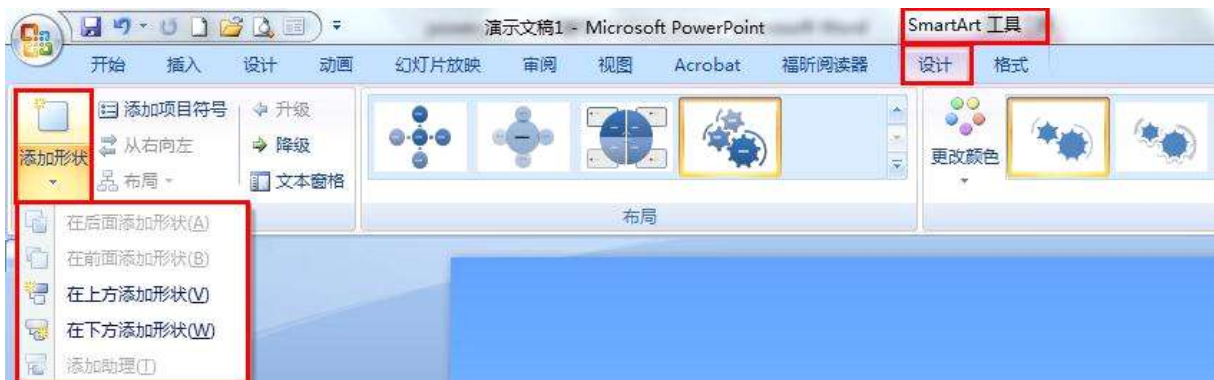 演示文稿1 - Microsoft PowerPoint
SmartArt 工具
开始 插入 设计 动画 幻灯片放映 审阅 视图 Acrobat 福昕阅读器 设计 格式
添加形状
添加项目符号
从右向左
布局
升级
降级
文本窗格
布局
更改颜色
在后面添加形状(A)
在前面添加形状(B)
在上方添加形状(V)
在下方添加形状(W)
添加助理(T)